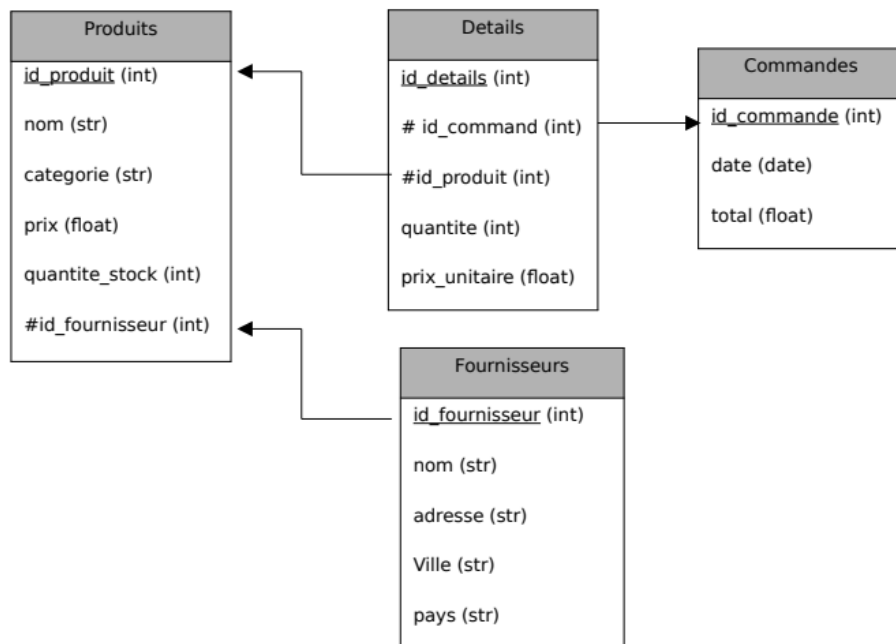 Produits
id_produit (int)
nom (str)
categorie (str)
prix (float)
quantite_stock (int)
#id_fournisseur (int)
Details
id_details (int)
# id_command (int)
#id_produit (int)
quantite (int)
prix_unitaire (float)
Commandes
id_commande (int)
date (date)
total (float)
Fournisseurs
id_fournisseur (int)
nom (str)
adresse (str)
Ville (str)
pays (str)